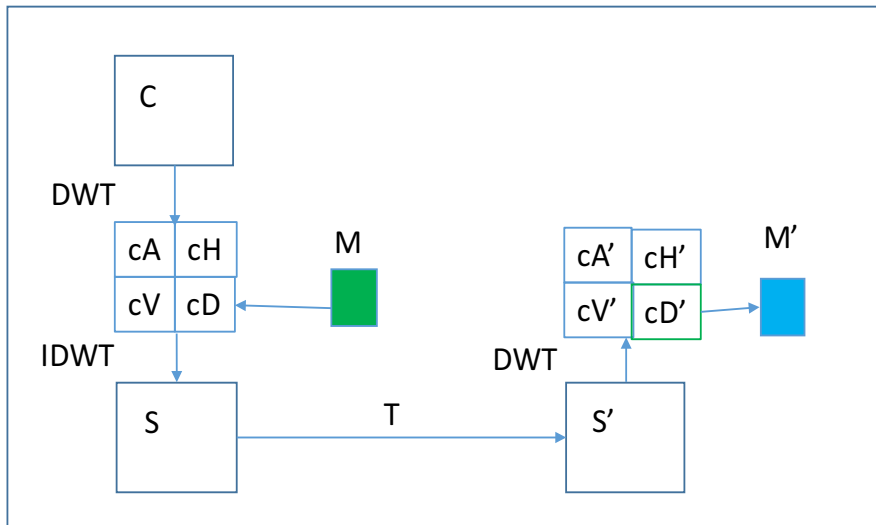 C
DWT
cA cH
M
cV cD
IDWT
S
T
cA’ cH’
M’
cV’ cD’
DWT
S’